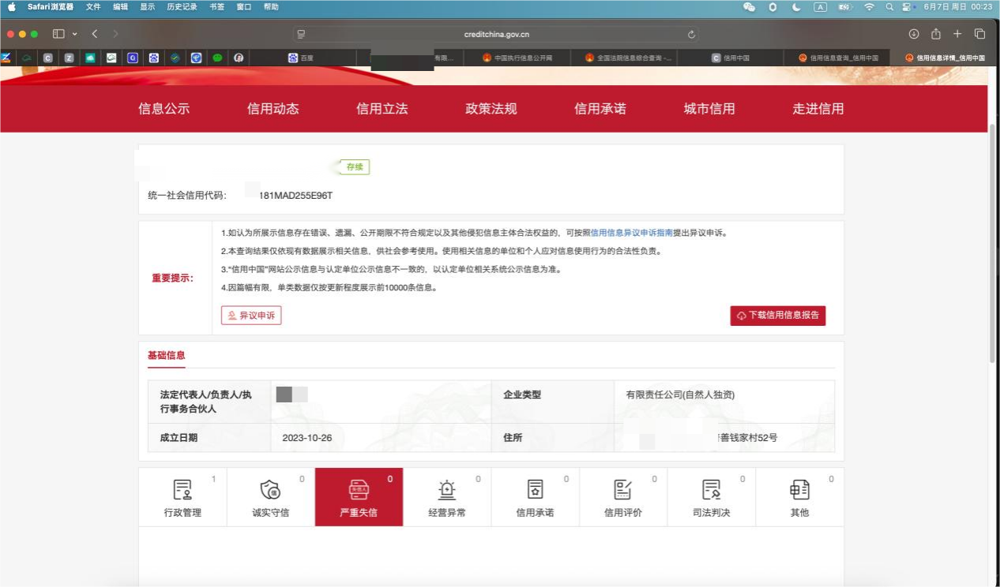 Safari浏览器 文件 编辑 显示 历史记录 书签 窗口 帮助 A 6月7日 周日 00:23
creditchina.gov.cn
C Z 百度 有限... 中国执行信息公开网 全国法院信息综合查询 -... C 信用中国 信用信息查询_信用中国 信用信息详情_信用中国
信息公示 信用动态 信用立法 政策法规 信用承诺 城市信用 走进信用
存续
统一社会信用代码： 181MAD255E96T
1.如认为所展示信息存在错误、遗漏、公开期限不符合规定以及其他侵犯信息主体合法权益的，可按照信用信息异议申诉指南提出异议申诉。
2.本查询结果仅依现有数据展示相关信息，供社会参考使用。使用相关信息的单位和个人应对信息使用行为的合法性负责。
重要提示：
3.“信用中国”网站公示信息与认定单位公示信息不一致的，以认定单位相关系统公示信息为准。
4.因篇幅有限，单类数据仅按更新程度展示前10000条信息。
异议申诉 下载信用信息报告
基础信息
法定代表人/负责人/执行事务合伙人 企业类型 有限责任公司(自然人独资)
成立日期 2023-10-26 住所 善钱家村52号
1 0 0 0 0 0 0 0
行政管理 诚实守信 严重失信 经营异常 信用承诺 信用评价 司法判决 其他